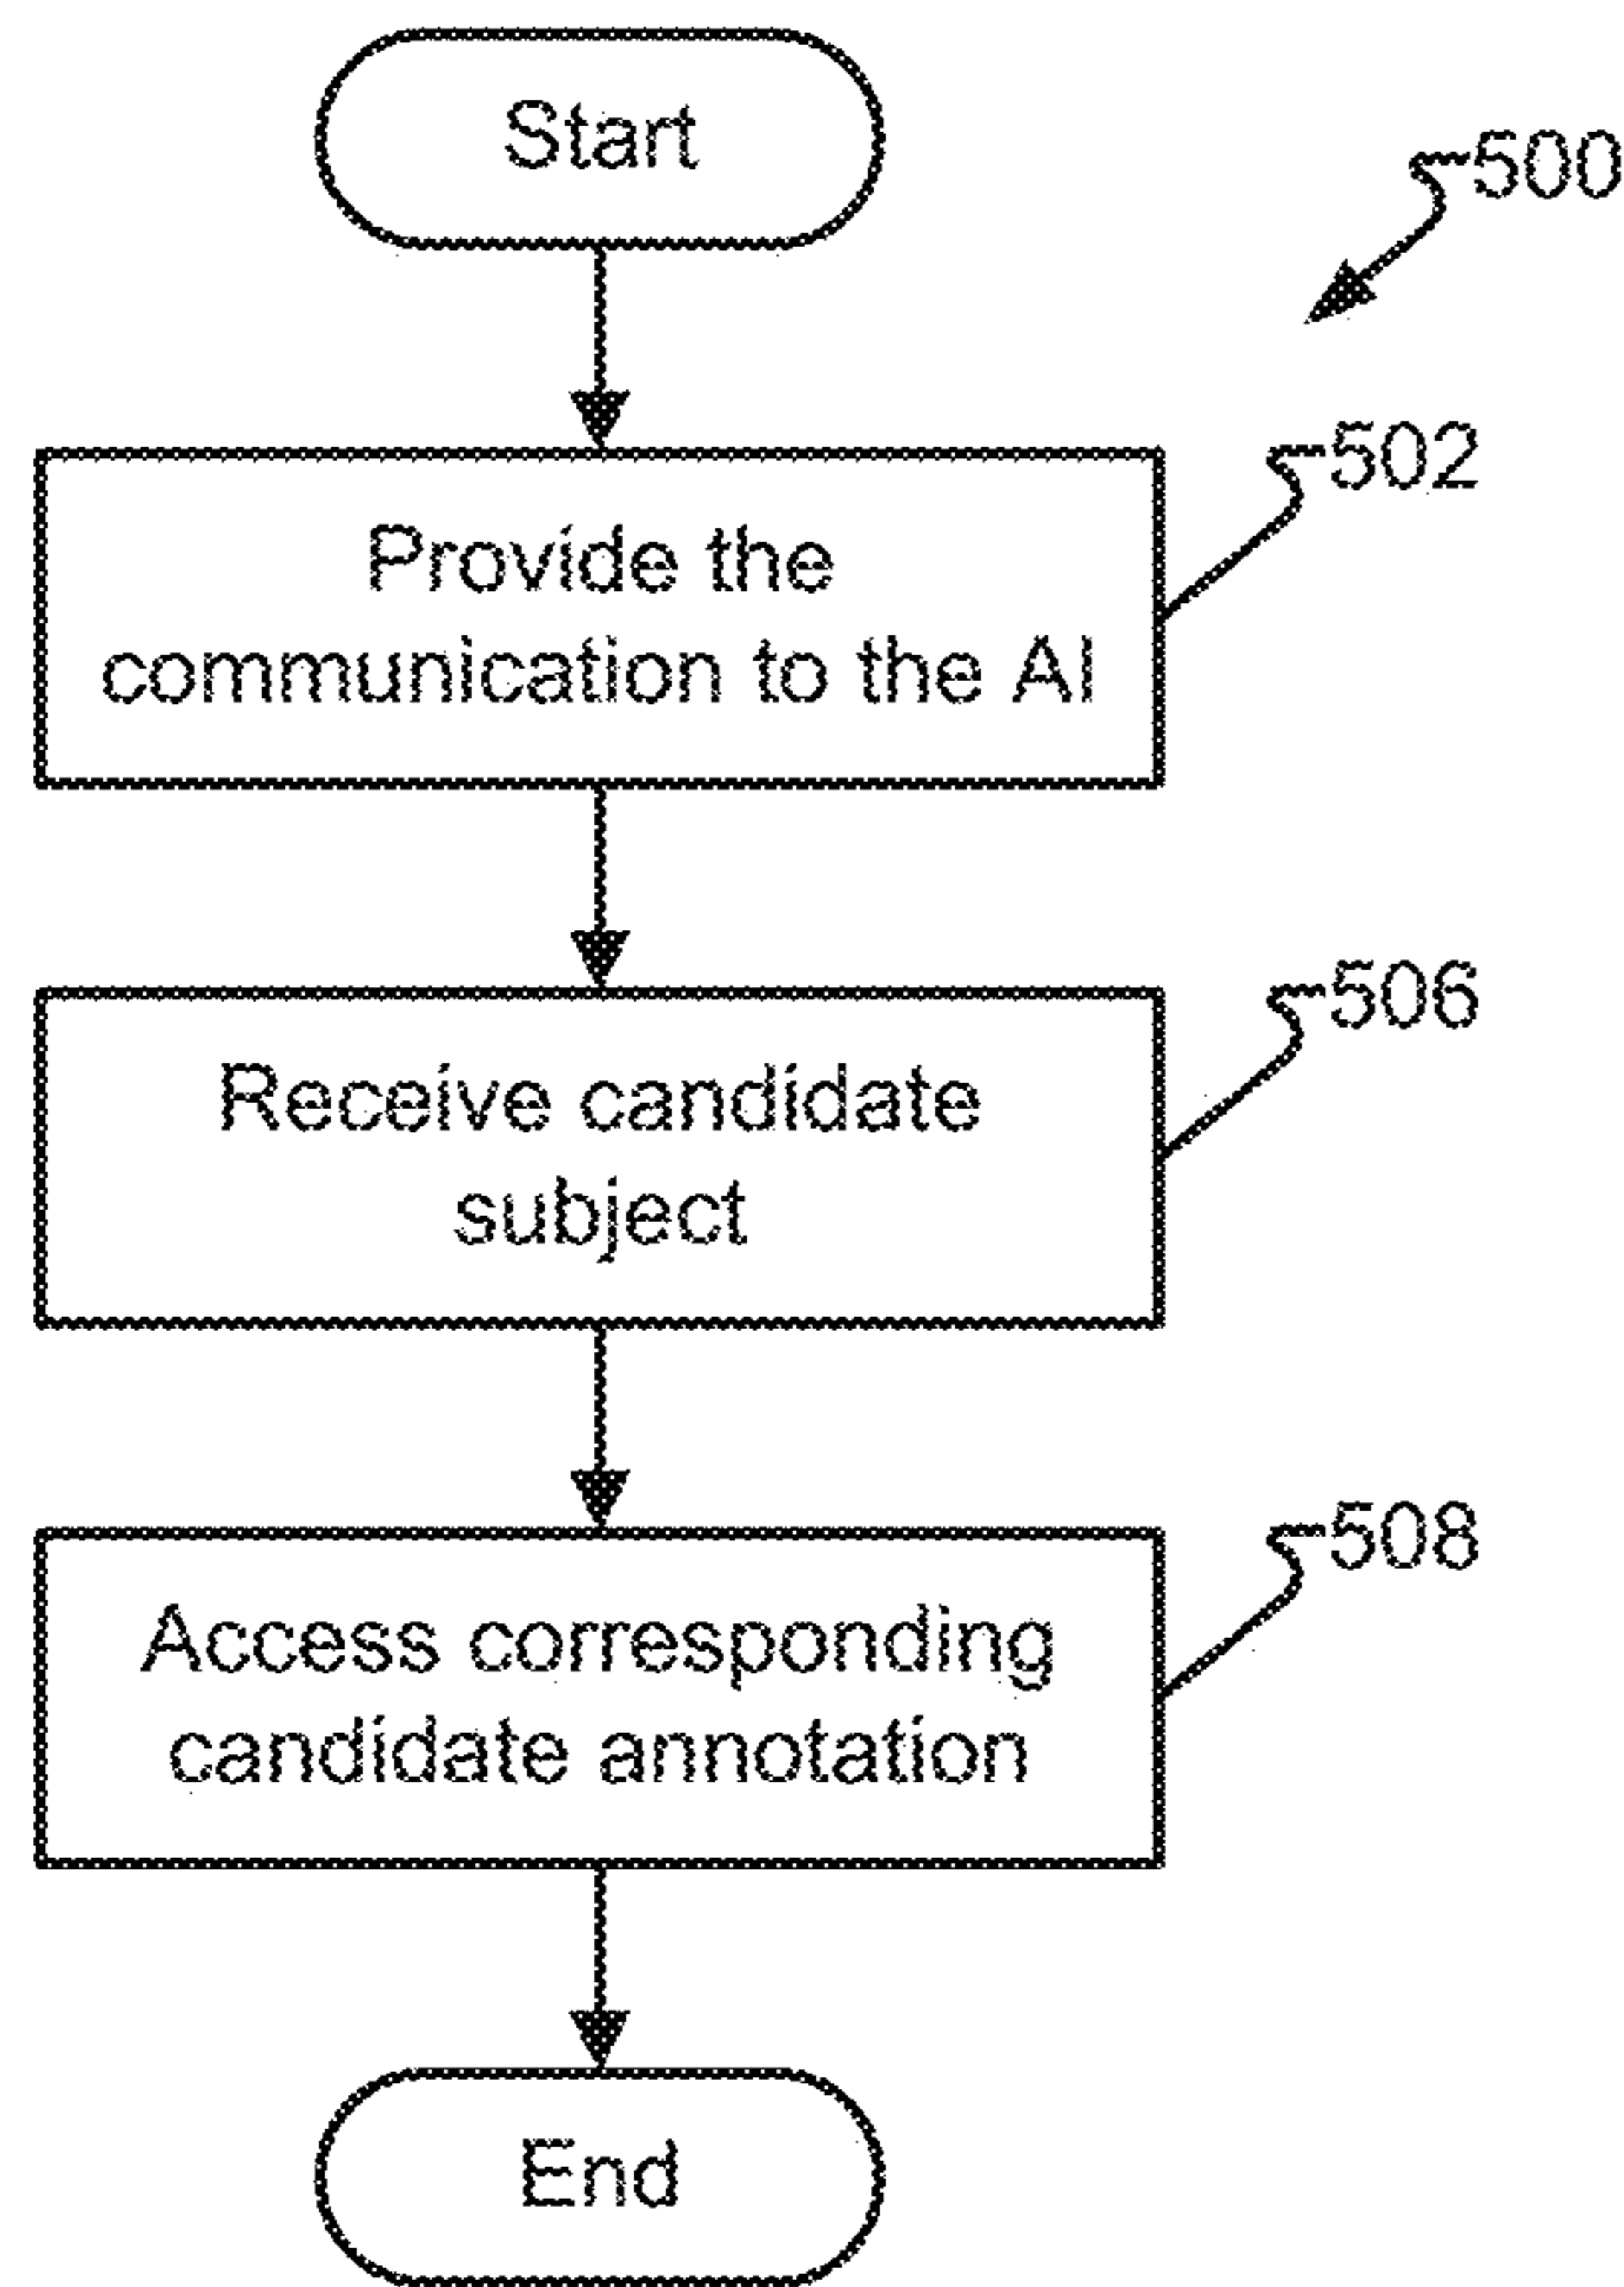 Start
500
Provide the
communication to the AI
502
Receive candidate
subject
506
Access corresponding
candidate annotation
508
End